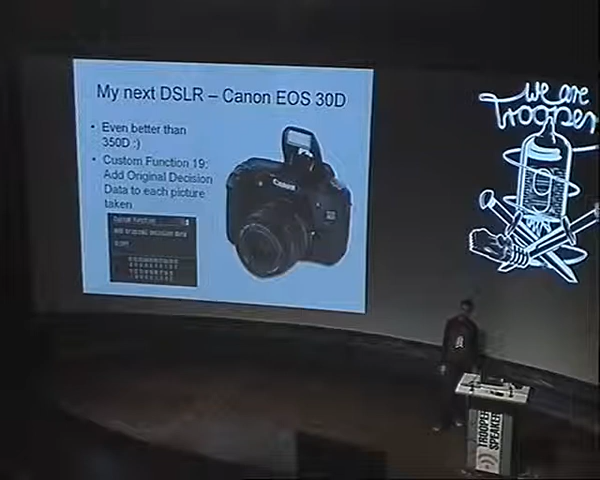 My next DSLR – Canon EOS 30D
• Even better than
350D :)
• Custom Function 19:
Add Original Decision
Data to each picture
taken
Canon
we are
Troopers
TROOPERS
SPEAKER